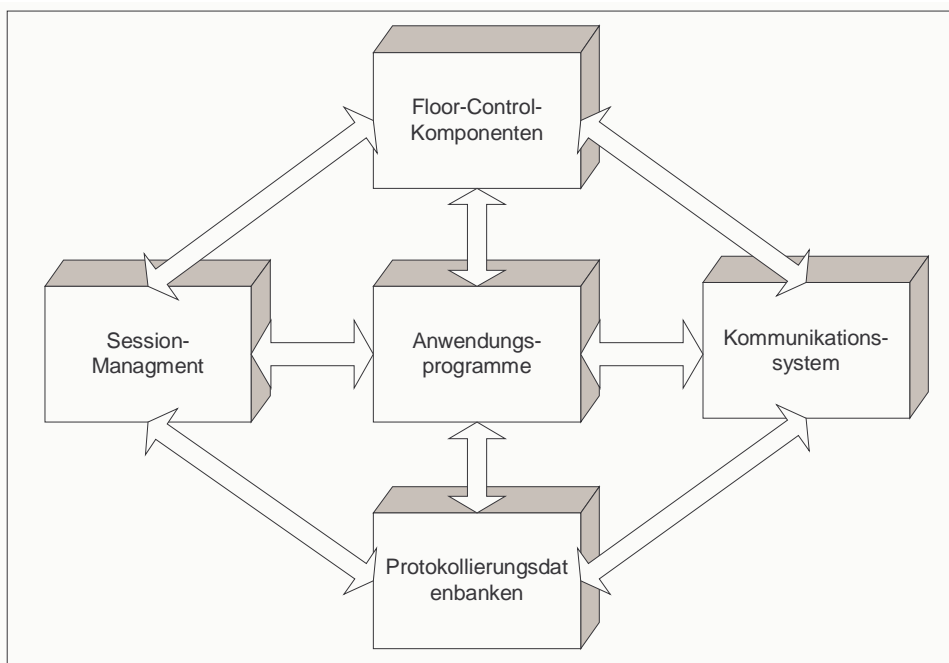 Floor-Control-
Komponenten
Session-
Managment
Anwendungs-
programme
Kommunikations-
system
Protokollierungsdat
enbanken